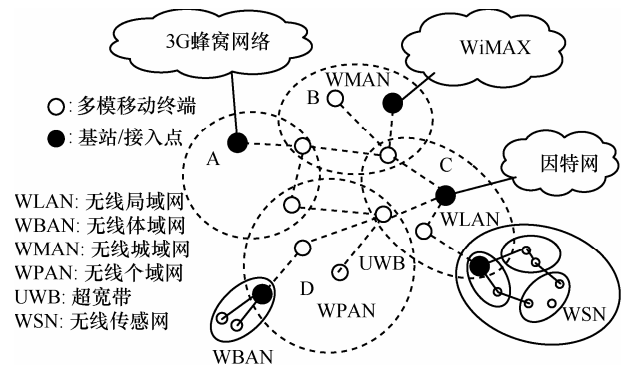 3G蜂窝网络
WiMAX
WMAN
B
○: 多模移动终端
●: 基站/接入点
A
C
因特网
WLAN: 无线局域网
WBAN: 无线体域网
WMAN: 无线城域网
WPAN: 无线个域网
UWB: 超宽带
WSN: 无线传感网
WLAN
UWB
D
WPAN
WSN
WBAN